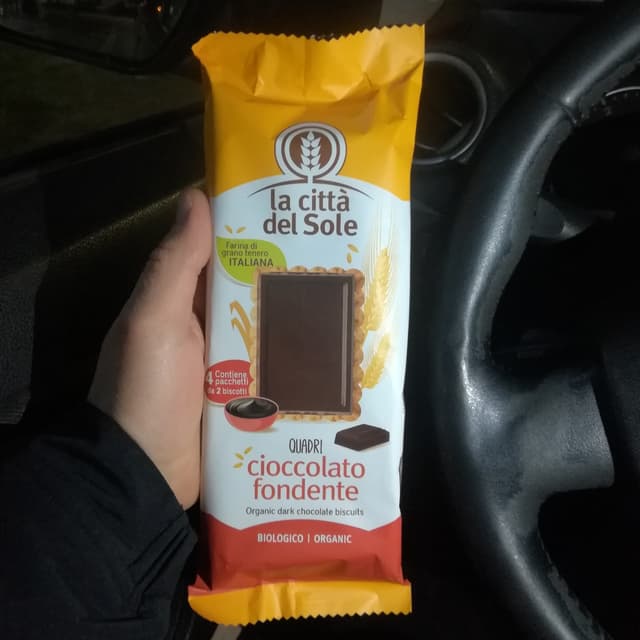 la città
del Sole
Farina di
grano tenero
ITALIANA
4 Contiene
pacchetti
da 2 biscotti
QUADRI
cioccolato
fondente
Organic dark chocolate biscuits
BIOLOGICO | ORGANIC